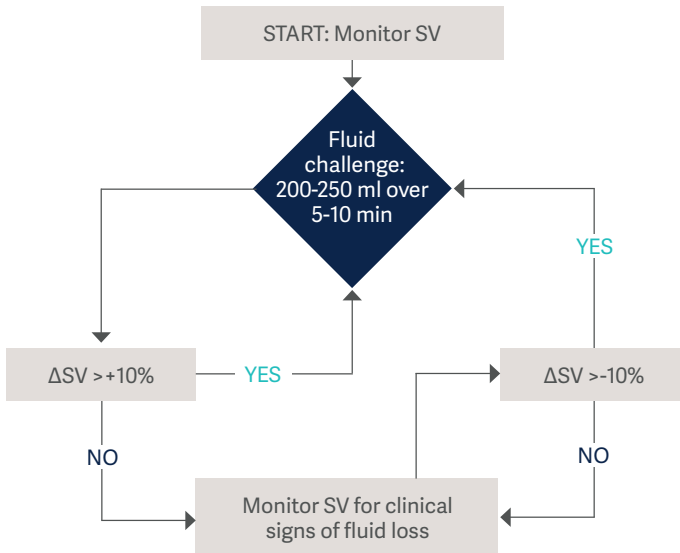 START: Monitor SV
Fluid
challenge:
200-250 ml over
5-10 min
YES
ΔSV >+10%
YES
ΔSV >-10%
NO
NO
Monitor SV for clinical
signs of fluid loss